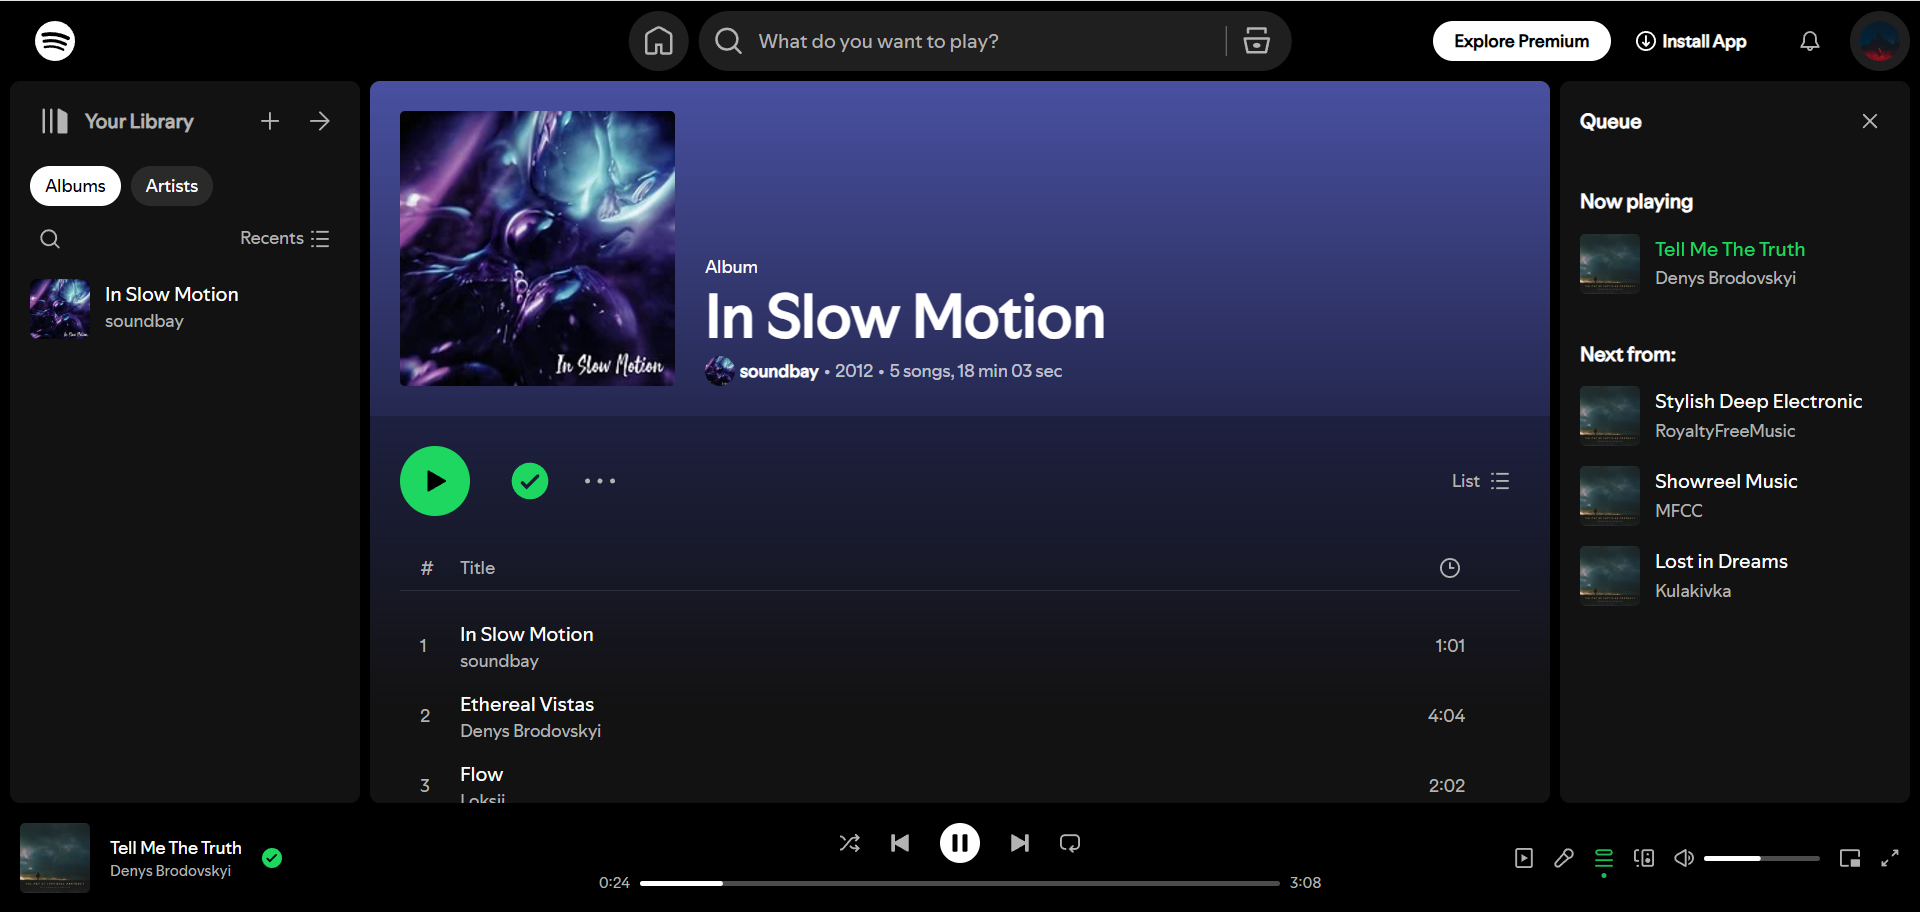 What do you want to play?
Explore Premium
Install App
Your Library
Albums
Artists
Recents
In Slow Motion
soundbay
In Slow Motion
Album
In Slow Motion
soundbay • 2012 • 5 songs, 18 min 03 sec
List
# Title
1 In Slow Motion 1:01
soundbay
2 Ethereal Vistas 4:04
Denys Brodovskyi
3 Flow 2:02
Loksii
Queue
Now playing
Tell Me The Truth
Denys Brodovskyi
Next from:
Stylish Deep Electronic
RoyaltyFreeMusic
Showreel Music
MFCC
Lost in Dreams
Kulakivka
Tell Me The Truth
Denys Brodovskyi
0:24
3:08